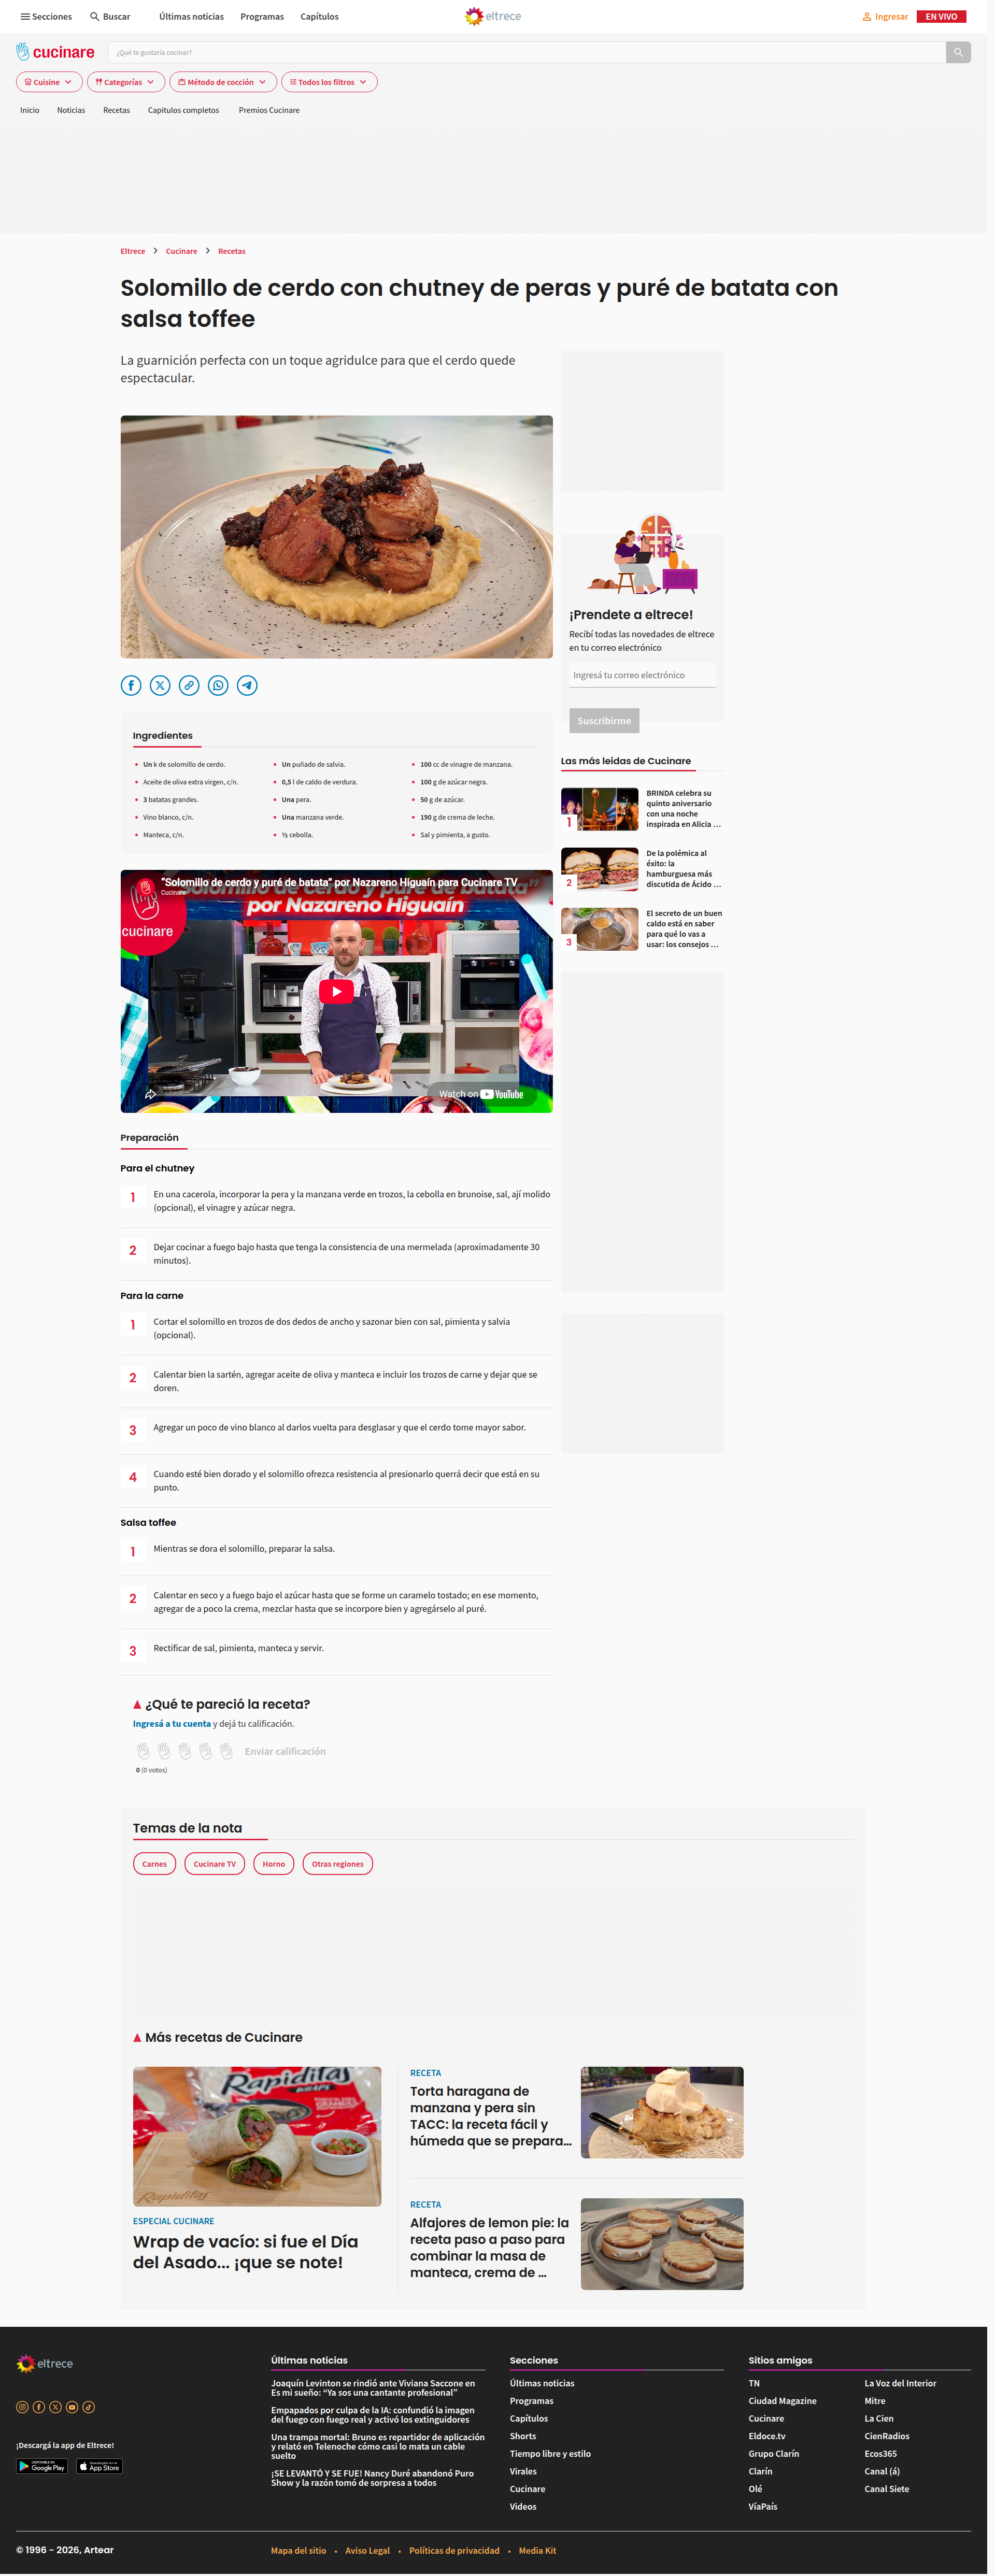 Secciones
Buscar
Últimas noticias
Programas
Capítulos
eltrece
Ingresar
EN VIVO
cucinare
¿Qué te gustaría cocinar?
Cuisine
Categorías
Método de cocción
Todos los filtros
Inicio
Noticias
Recetas
Capitulos completos
Premios Cucinare
Eltrece
Cucinare
Recetas
Solomillo de cerdo con chutney de peras y puré de batata con
salsa toffee
La guarnición perfecta con un toque agridulce para que el cerdo quede
espectacular.
¡Prendete a eltrece!
Recibí todas las novedades de eltrece
en tu correo electrónico
Ingresá tu correo electrónico
Suscribirme
Ingredientes
Un k de solomillo de cerdo.
Un puñado de salvia.
100 cc de vinagre de manzana.
Aceite de oliva extra virgen, c/n.
0,5 l de caldo de verdura.
100 g de azúcar negra.
3 batatas grandes.
Una pera.
50 g de azúcar.
Vino blanco, c/n.
Una manzana verde.
190 g de crema de leche.
Manteca, c/n.
½ cebolla.
Sal y pimienta, a gusto.
Las más leídas de Cucinare
1
BRINDA celebra su
quinto aniversario
con una noche
inspirada en Alicia ...
2
De la polémica al
éxito: la
hamburguesa más
discutida de Ácido ...
3
El secreto de un buen
caldo está en saber
para qué lo vas a
usar: los consejos ...
"Solomillo de cerdo y puré de batata" por Nazareno Higuaín para Cucinare TV
Cucinare
por Nazareno Higuaín
cucinare
Watch on YouTube
Preparación
Para el chutney
1
En una cacerola, incorporar la pera y la manzana verde en trozos, la cebolla en brunoise, sal, ají molido
(opcional), el vinagre y azúcar negra.
2
Dejar cocinar a fuego bajo hasta que tenga la consistencia de una mermelada (aproximadamente 30
minutos).
Para la carne
1
Cortar el solomillo en trozos de dos dedos de ancho y sazonar bien con sal, pimienta y salvia
(opcional).
2
Calentar bien la sartén, agregar aceite de oliva y manteca e incluir los trozos de carne y dejar que se
doren.
3
Agregar un poco de vino blanco al darlos vuelta para desglasar y que el cerdo tome mayor sabor.
4
Cuando esté bien dorado y el solomillo ofrezca resistencia al presionarlo querrá decir que está en su
punto.
Salsa toffee
1
Mientras se dora el solomillo, preparar la salsa.
2
Calentar en seco y a fuego bajo el azúcar hasta que se forme un caramelo tostado; en ese momento,
agregar de a poco la crema, mezclar hasta que se incorpore bien y agregárselo al puré.
3
Rectificar de sal, pimienta, manteca y servir.
¿Qué te pareció la receta?
Ingresá a tu cuenta y dejá tu calificación.
Enviar calificación
0 (0 votos)
Temas de la nota
Carnes
Cucinare TV
Horno
Otras regiones
Más recetas de Cucinare
Rapiditas
Rapiditas
ESPECIAL CUCINARE
Wrap de vacío: si fue el Día
del Asado... ¡que se note!
RECETA
Torta haragana de
manzana y pera sin
TACC: la receta fácil y
húmeda que se prepara...
RECETA
Alfajores de lemon pie: la
receta paso a paso para
combinar la masa de
manteca, crema de ...
eltrece
¡Descargá la app de Eltrece!
Google Play
App Store
Últimas noticias
Joaquín Levinton se rindió ante Viviana Saccone en
Es mi sueño: "Ya sos una cantante profesional"
Empapados por culpa de la IA: confundió la imagen
del fuego con fuego real y activó los extinguidores
Una trampa mortal: Bruno es repartidor de aplicación
y relató en Telenoche cómo casi lo mata un cable
suelto
¡SE LEVANTÓ Y SE FUE! Nancy Duré abandonó Puro
Show y la razón tomó de sorpresa a todos
Secciones
Últimas noticias
Programas
Capítulos
Shorts
Tiempo libre y estilo
Virales
Cucinare
Videos
Sitios amigos
TN
Ciudad Magazine
Cucinare
Eldoce.tv
Grupo Clarín
Clarín
Olé
VíaPaís
La Voz del Interior
Mitre
La Cien
CienRadios
Ecos365
Canal (á)
Canal Siete
© 1996 - 2026, Artear
Mapa del sitio
Aviso Legal
Políticas de privacidad
Media Kit